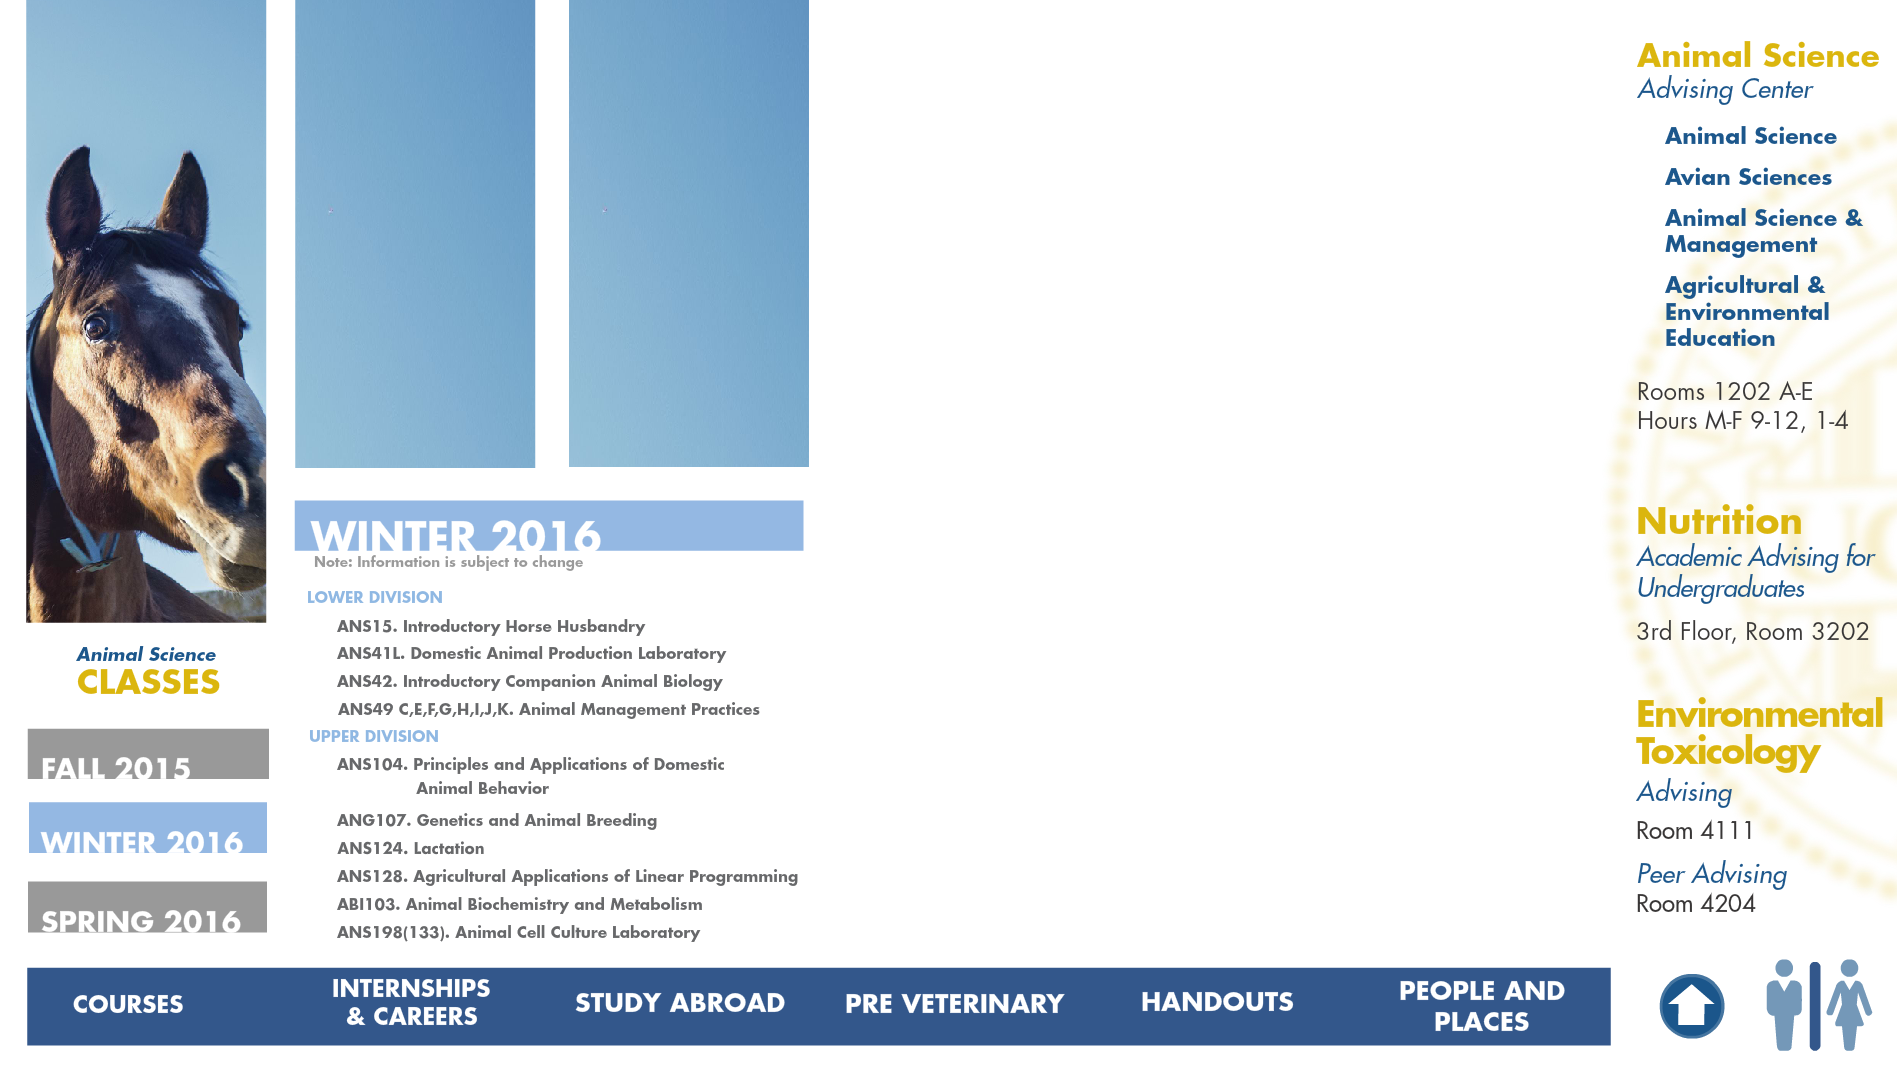 Animal Science
CLASSES
FALL 2015
WINTER 2016
SPRING 2016
WINTER 2016
Note: Information is subject to change
LOWER DIVISION
ANS15. Introductory Horse Husbandry
ANS41L. Domestic Animal Production Laboratory
ANS42. Introductory Companion Animal Biology
ANS49 C,E,F,G,H,I,J,K. Animal Management Practices
UPPER DIVISION
ANS104. Principles and Applications of Domestic
Animal Behavior
ANG107. Genetics and Animal Breeding
ANS124. Lactation
ANS128. Agricultural Applications of Linear Programming
ABI103. Animal Biochemistry and Metabolism
ANS198(133). Animal Cell Culture Laboratory
Animal Science
Advising Center
Animal Science
Avian Sciences
Animal Science &
Management
Agricultural &
Environmental
Education
Rooms 1202 A-E
Hours M-F 9-12, 1-4
Nutrition
Academic Advising for
Undergraduates
3rd Floor, Room 3202
Environmental
Toxicology
Advising
Room 4111
Peer Advising
Room 4204
COURSES
INTERNSHIPS
& CAREERS
STUDY ABROAD
PRE VETERINARY
HANDOUTS
PEOPLE AND
PLACES